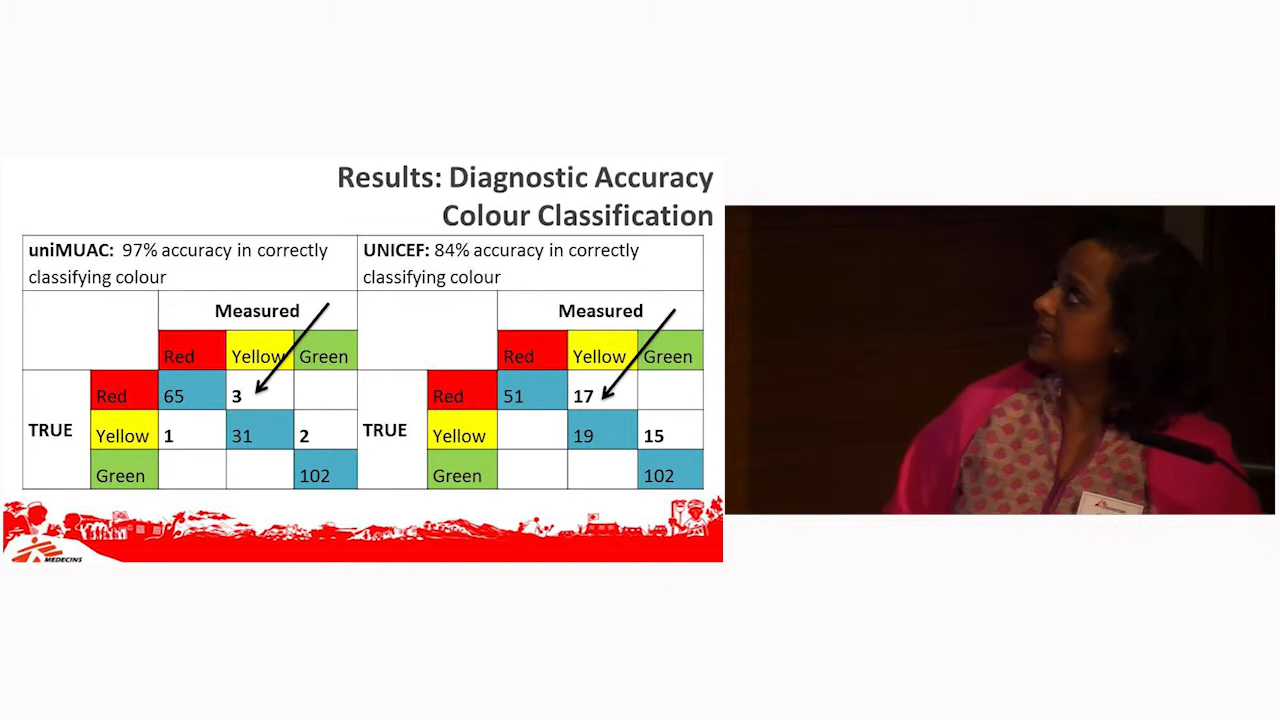 Results: Diagnostic Accuracy
Colour Classification
uniMUAC: 97% accuracy in correctly
classifying colour
UNICEF: 84% accuracy in correctly
classifying colour
Measured
Measured
Red Yellow Green
Red Yellow Green
TRUE
Red 65 3
Yellow 1 31 2
Green 102
TRUE
Red 51 17
Yellow 19 15
Green 102
MEDECINS